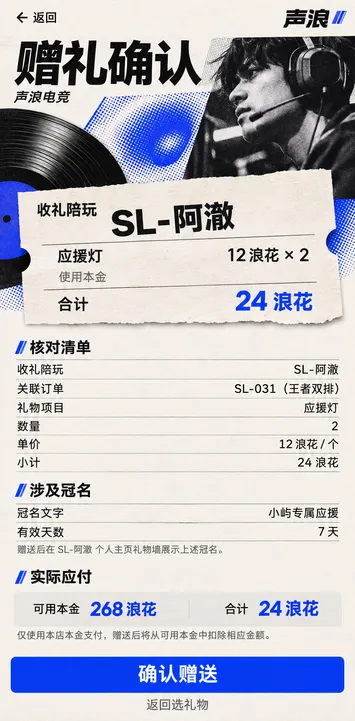 ← 返回
声浪
赠礼确认
声浪电竞
收礼陪玩 SL-阿澈
应援灯 12浪花 × 2
使用本金
合计 24 浪花
核对清单
收礼陪玩 SL-阿澈
关联订单 SL-031（王者双排）
礼物项目 应援灯
数量 2
单价 12 浪花 / 个
小计 24 浪花
涉及冠名
冠名文字 小屿专属应援
有效天数 7 天
赠送后在 SL-阿澈 个人主页礼物墙展示上述冠名。
实际应付
可用本金 268 浪花 合计 24 浪花
仅使用本店本金支付，赠送后将从可用本金中扣除相应金额。
确认赠送
返回选礼物